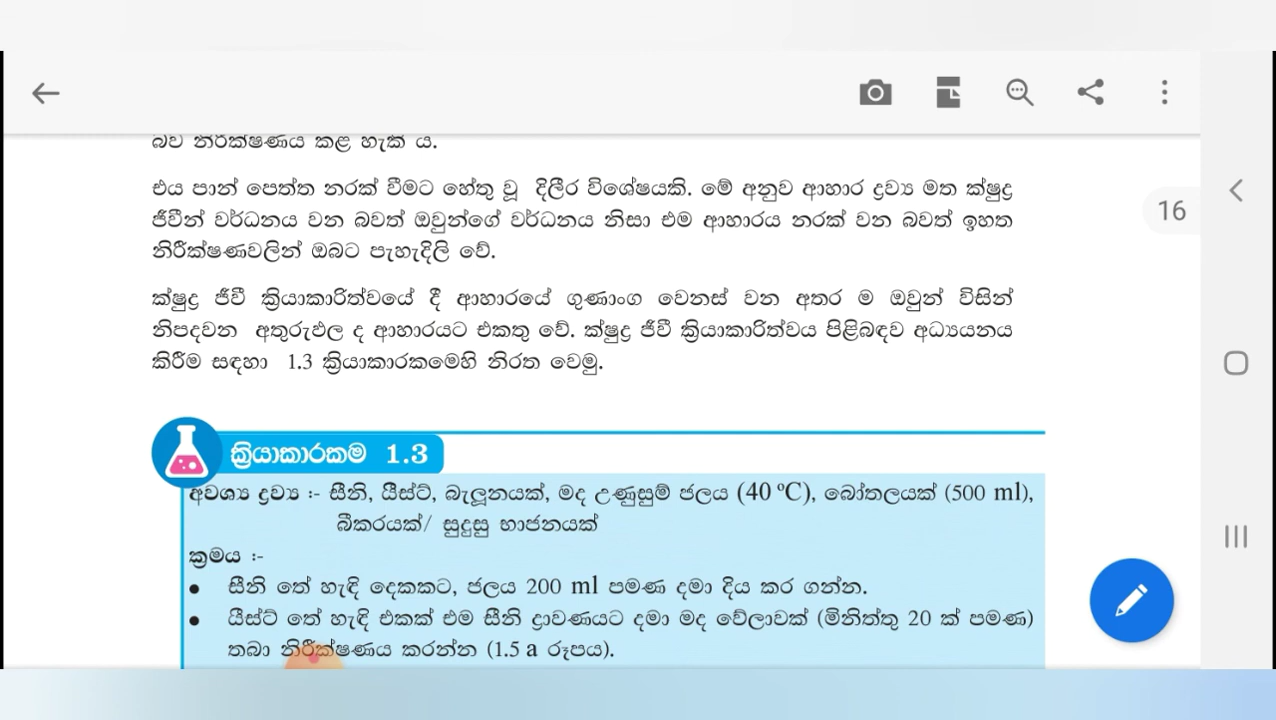 බව නිරීක්ෂණය කළ හැකි ය.
එය පාන් පෙත්ත නරක් වීමට හේතු වූ දිලීර විශේෂයකි. මේ අනුව ආහාර ද්‍රව්‍ය මත ක්ෂුද්‍ර
16
ජීවීන් වර්ධනය වන බවත් ඔවුන්ගේ වර්ධනය නිසා එම ආහාරය නරක් වන බවත් ඉහත
නිරීක්ෂණවලින් ඔබට පැහැදිලි වේ.
ක්ෂුද්‍ර ජීවී ක්‍රියාකාරිත්වයේ දී ආහාරයේ ගුණාංග වෙනස් වන අතර ම ඔවුන් විසින්
නිපදවන අතුරුඵල ද ආහාරයට එකතු වේ. ක්ෂුද්‍ර ජීවී ක්‍රියාකාරිත්වය පිළිබඳව අධ්‍යයනය
කිරීම සඳහා 1.3 ක්‍රියාකාරකමෙහි නිරත වෙමු.
ක්‍රියාකාරකම 1.3
අවශ්‍ය ද්‍රව්‍ය :- සීනි, යීස්ට්, බැලූනයක්, මද උණුසුම් ජලය (40 ºC), බෝතලයක් (500 ml),
බීකරයක්/ සුදුසු භාජනයක්
ක්‍රමය :-
● සීනි තේ හැඳි දෙකකට, ජලය 200 ml පමණ දමා දිය කර ගන්න.
● යීස්ට් තේ හැඳි එකක් එම සීනි ද්‍රාවණයට දමා මද වේලාවක් (මිනිත්තු 20 ක් පමණ)
තබා නිරීක්ෂණය කරන්න (1.5 a රූපය).